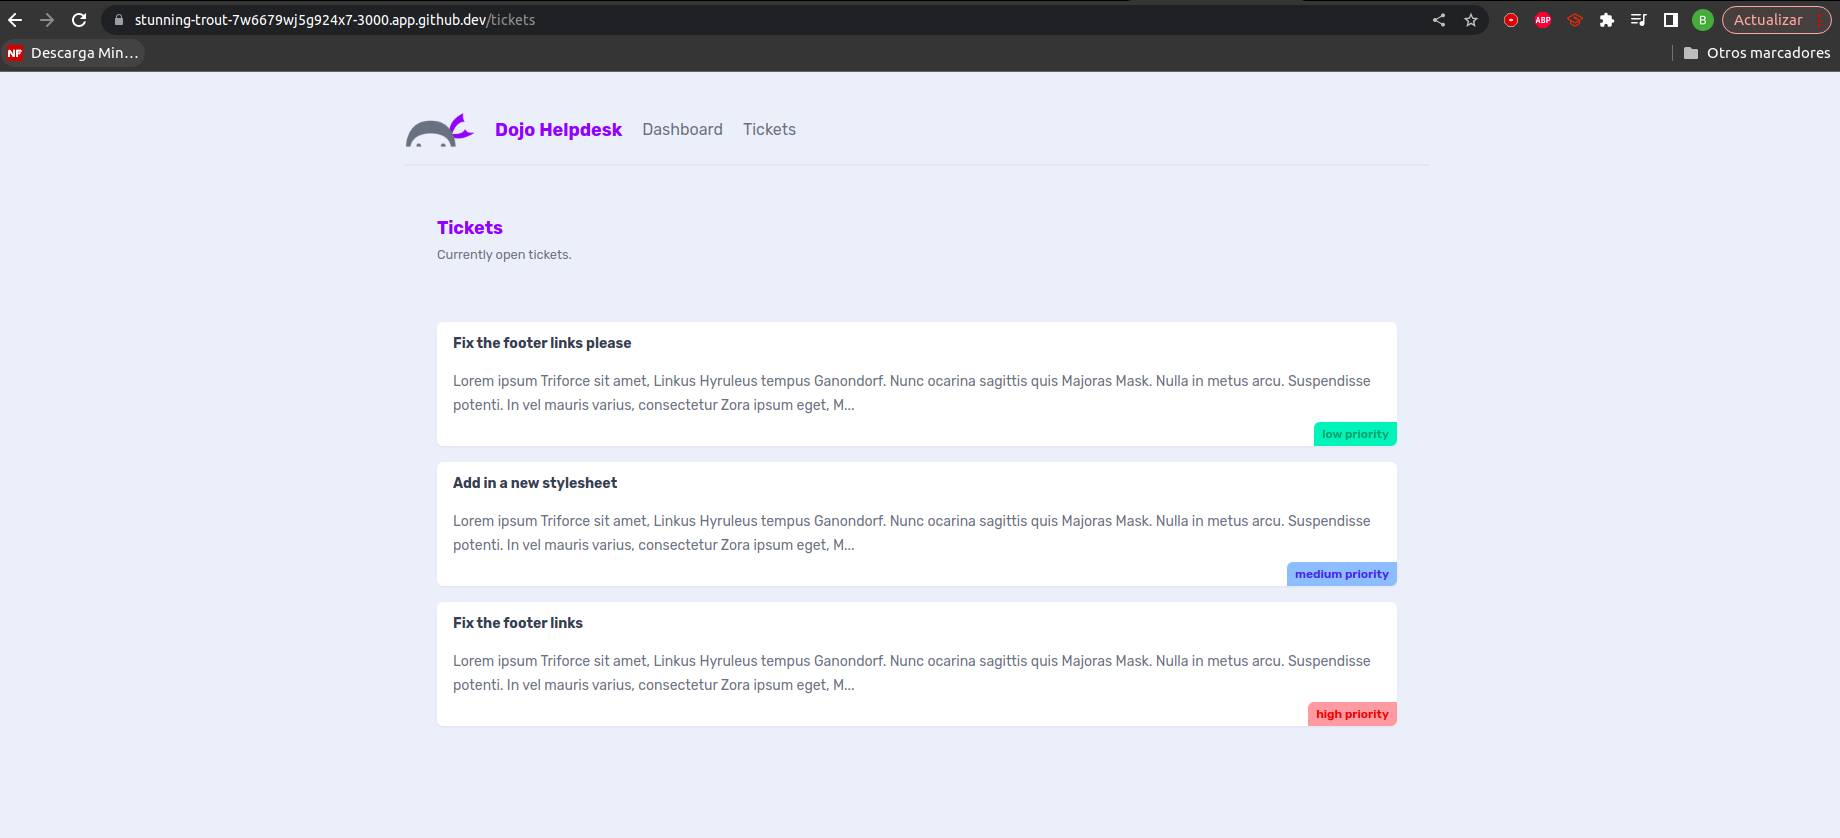 stunning-trout-7w6679wj5g924x7-3000.app.github.dev/tickets
ABP
B
Actualizar
NP
Descarga Min...
Otros marcadores
Dojo Helpdesk
Dashboard
Tickets
Tickets
Currently open tickets.
Fix the footer links please
Lorem ipsum Triforce sit amet, Linkus Hyruleus tempus Ganondorf. Nunc ocarina sagittis quis Majoras Mask. Nulla in metus arcu. Suspendisse
potenti. In vel mauris varius, consectetur Zora ipsum eget, M...
low priority
Add in a new stylesheet
Lorem ipsum Triforce sit amet, Linkus Hyruleus tempus Ganondorf. Nunc ocarina sagittis quis Majoras Mask. Nulla in metus arcu. Suspendisse
potenti. In vel mauris varius, consectetur Zora ipsum eget, M...
medium priority
Fix the footer links
Lorem ipsum Triforce sit amet, Linkus Hyruleus tempus Ganondorf. Nunc ocarina sagittis quis Majoras Mask. Nulla in metus arcu. Suspendisse
potenti. In vel mauris varius, consectetur Zora ipsum eget, M...
high priority